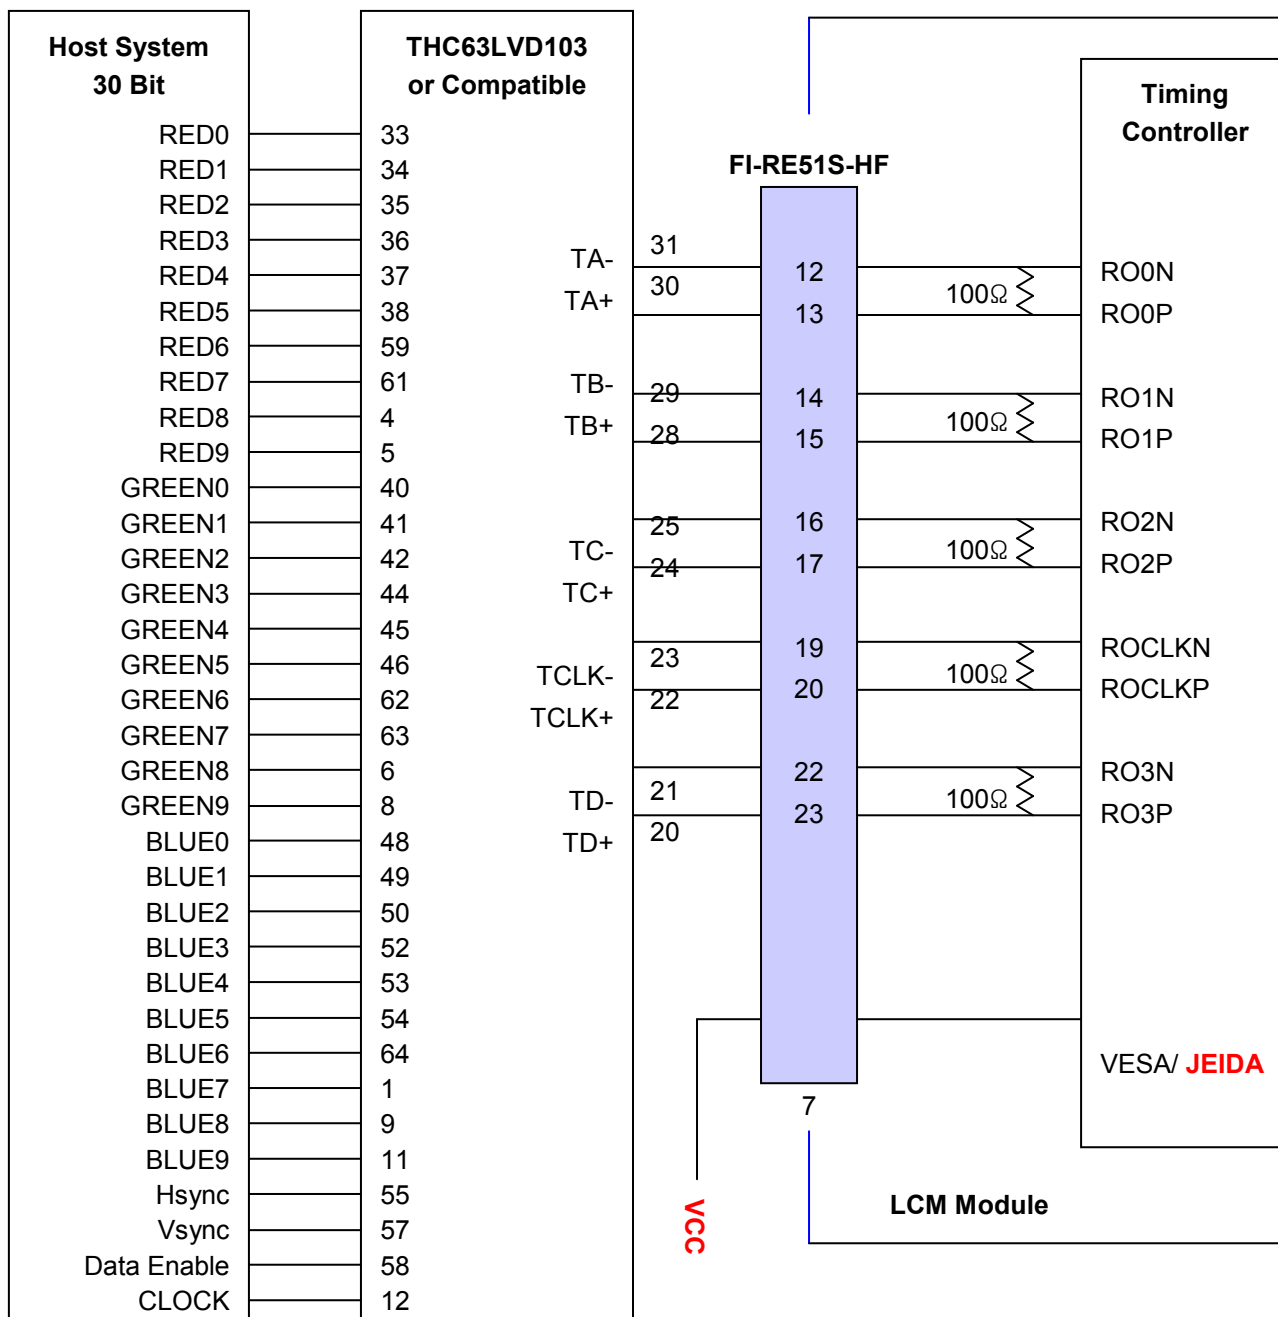 Host System
30 Bit
RED0
RED1
RED2
RED3
RED4
RED5
RED6
RED7
RED8
RED9
GREEN0
GREEN1
GREEN2
GREEN3
GREEN4
GREEN5
GREEN6
GREEN7
GREEN8
GREEN9
BLUE0
BLUE1
BLUE2
BLUE3
BLUE4
BLUE5
BLUE6
BLUE7
BLUE8
BLUE9
Hsync
Vsync
Data Enable
CLOCK
THC63LVD103
or Compatible
33
34
35
36
37
38
59
61
4
5
40
41
42
44
45
46
62
63
6
8
48
49
50
52
53
54
64
1
9
11
55
57
58
12
TA-
TA+
TB-
TB+
TC-
TC+
TCLK-
TCLK+
TD-
TD+
31
30
29
28
25
24
23
22
21
20
FI-RE51S-HF
12
13
14
15
16
17
19
20
22
23
7
VCC
100Ω
100Ω
100Ω
100Ω
100Ω
Timing
Controller
RO0N
RO0P
RO1N
RO1P
RO2N
RO2P
ROCLKN
ROCLKP
RO3N
RO3P
VESA/ JEIDA
LCM Module